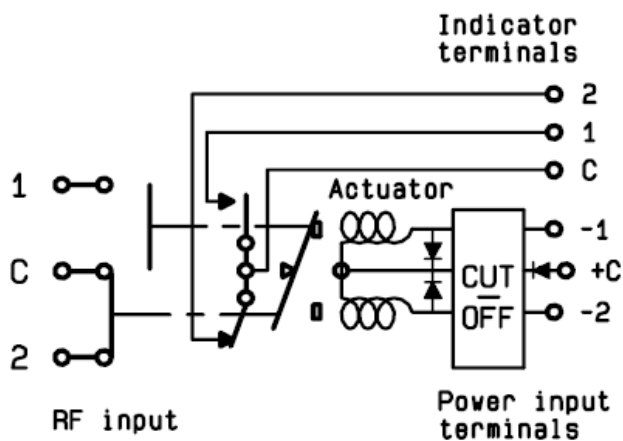 Indicator
terminals
2
1
C
1
C
2
RF input
Actuator
CUT
OFF
-1
+C
-2
Power input
terminals